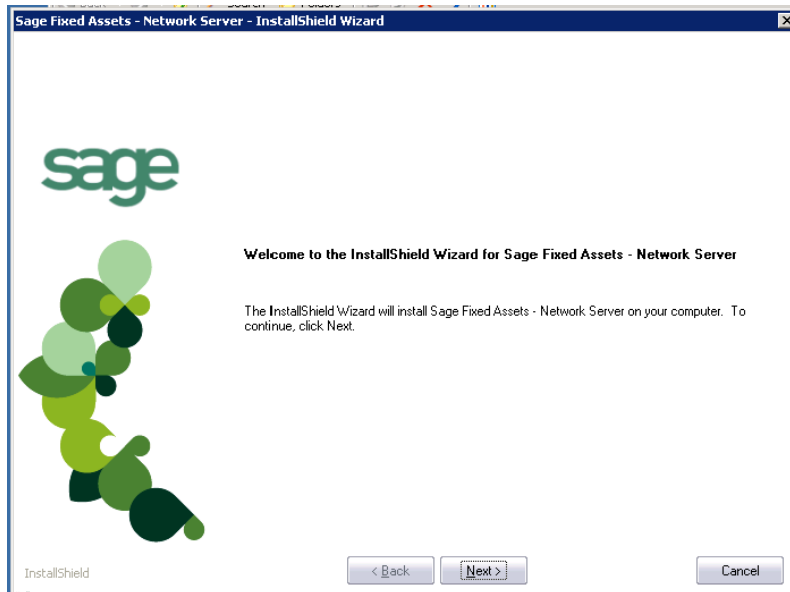 Search Folders
Sage Fixed Assets - Network Server - InstallShield Wizard
sage
Welcome to the InstallShield Wizard for Sage Fixed Assets - Network Server
The InstallShield Wizard will install Sage Fixed Assets - Network Server on your computer. To
continue, click Next.
InstallShield
< Back
Next >
Cancel